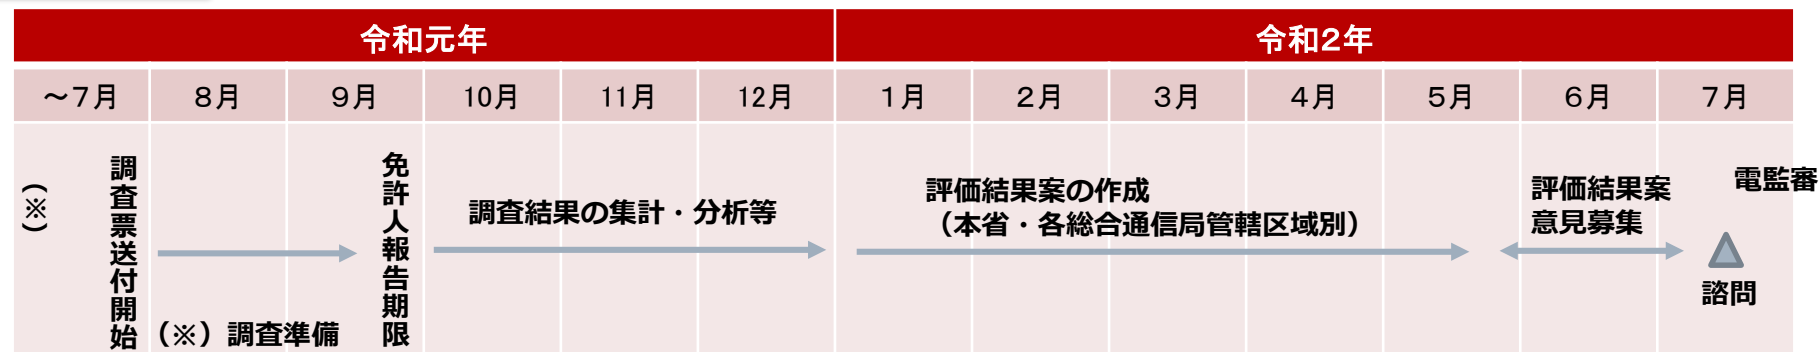 令和元年
令和２年
～７月
８月
９月
10月
11月
12月
１月
２月
３月
４月
５月
６月
７月
（※）
調査票送付開始
（※）調査準備
免許人報告期限
調査結果の集計・分析等
評価結果案の作成
（本省・各総合通信局管轄区域別）
評価結果案
意見募集
電監審
諮問